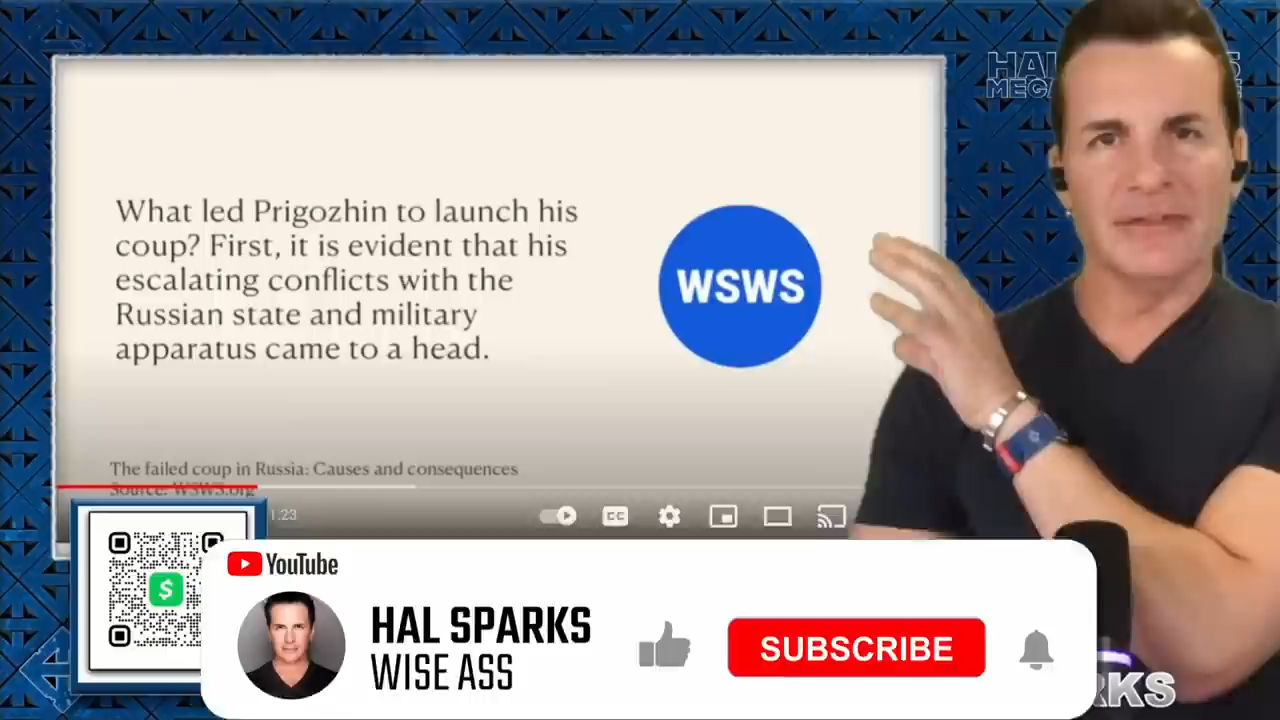 What led Prigozhin to launch his
coup? First, it is evident that his
escalating conflicts with the
Russian state and military
apparatus came to a head.
WSWS
The failed coup in Russia: Causes and consequences
Source: WSWS.org
1.23
CC
$
YouTube
HAL SPARKS
WISE ASS
SUBSCRIBE